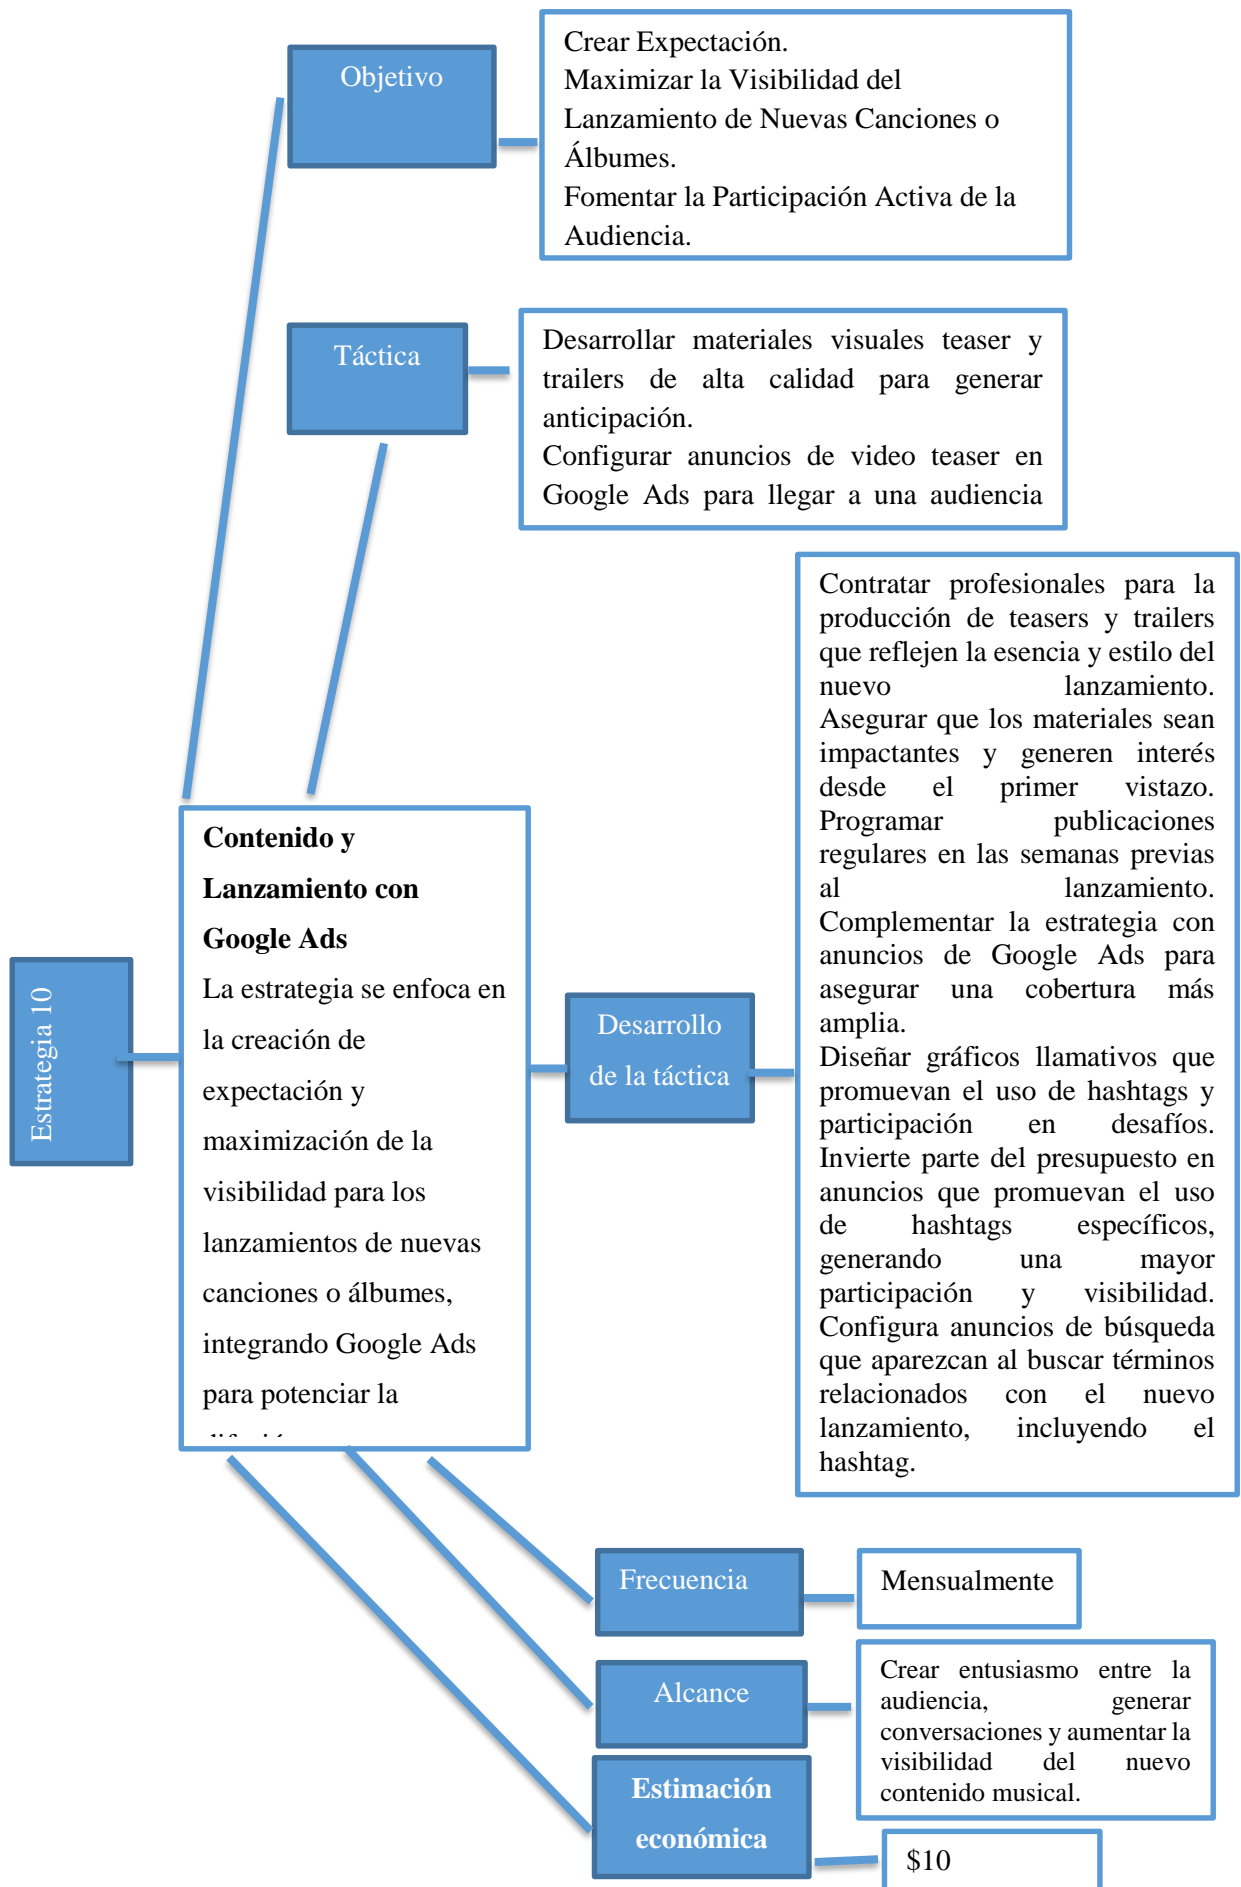 Objetivo
Crear Expectación.
Maximizar la Visibilidad del
Lanzamiento de Nuevas Canciones o
Álbumes.
Fomentar la Participación Activa de la
Audiencia.
Táctica
Desarrollar materiales visuales teaser y
trailers de alta calidad para generar
anticipación.
Configurar anuncios de video teaser en
Google Ads para llegar a una audiencia
Estrategia 10
Contenido y
Lanzamiento con
Google Ads
La estrategia se enfoca en
la creación de
expectación y
maximización de la
visibilidad para los
lanzamientos de nuevas
canciones o álbumes,
integrando Google Ads
para potenciar la
Desarrollo
de la táctica
Contratar profesionales para la
producción de teasers y trailers
que reflejen la esencia y estilo del
nuevo lanzamiento.
Asegurar que los materiales sean
impactantes y generen interés
desde el primer vistazo.
Programar publicaciones
regulares en las semanas previas
al lanzamiento.
Complementar la estrategia con
anuncios de Google Ads para
asegurar una cobertura más
amplia.
Diseñar gráficos llamativos que
promuevan el uso de hashtags y
participación en desafíos.
Invierte parte del presupuesto en
anuncios que promuevan el uso
de hashtags específicos,
generando una mayor
participación y visibilidad.
Configura anuncios de búsqueda
que aparezcan al buscar términos
relacionados con el nuevo
lanzamiento, incluyendo el
hashtag.
Frecuencia
Mensualmente
Alcance
Crear entusiasmo entre la
audiencia, generar
conversaciones y aumentar la
visibilidad del nuevo
contenido musical.
Estimación
económica
$10